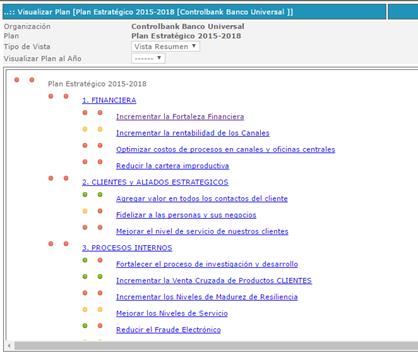 ..:: Visualizar Plan [Plan Estratégico 2015-2018 [Controlbank Banco Universal ]]
Organización Controlbank Banco Universal
Plan Plan Estratégico 2015-2018
Tipo de Vista Vista Resumen
Visualizar Plan al Año ------
Plan Estratégico 2015-2018
1. FINANCIERA
Incrementar la Fortaleza Financiera
Incrementar la rentabilidad de los Canales
Optimizar costos de procesos en canales y oficinas centrales
Reducir la cartera improductiva
2. CLIENTES y ALIADOS ESTRATEGICOS
Agregar valor en todos los contactos del cliente
Fidelizar a las personas y sus negocios
Mejorar el nivel de servicio de nuestros clientes
3. PROCESOS INTERNOS
Fortalecer el proceso de investigación y desarrollo
Incrementar la Venta Cruzada de Productos CLIENTES
Incrementar los Niveles de Madurez de Resiliencia
Mejorar los Niveles de Servicio
Reducir el Fraude Electrónico